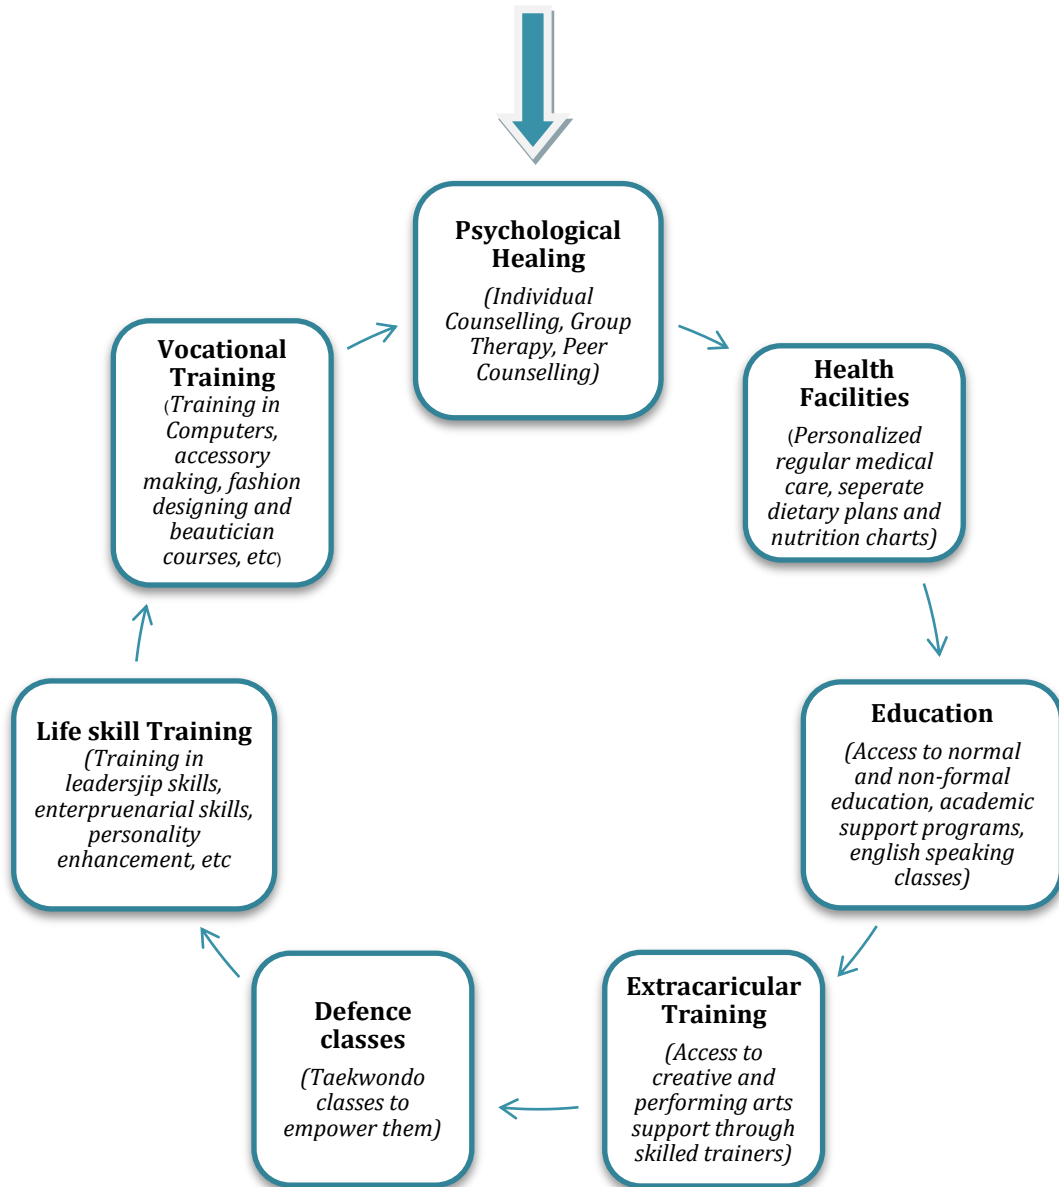 Psychological
Healing
(Individual
Counselling, Group
Therapy, Peer
Counselling)
Health
Facilities
(Personalized
regular medical
care, seperate
dietary plans and
nutrition charts)
Education
(Access to normal
and non-formal
education, academic
support programs,
english speaking
classes)
Extracaricular
Training
(Access to
creative and
performing arts
support through
skilled trainers)
Defence
classes
(Taekwondo
classes to
empower them)
Life skill Training
(Training in
leadersjip skills,
enterpruenarial skills,
personality
enhancement, etc
Vocational
Training
(Training in
Computers,
accessory
making, fashion
designing and
beautician
courses, etc)